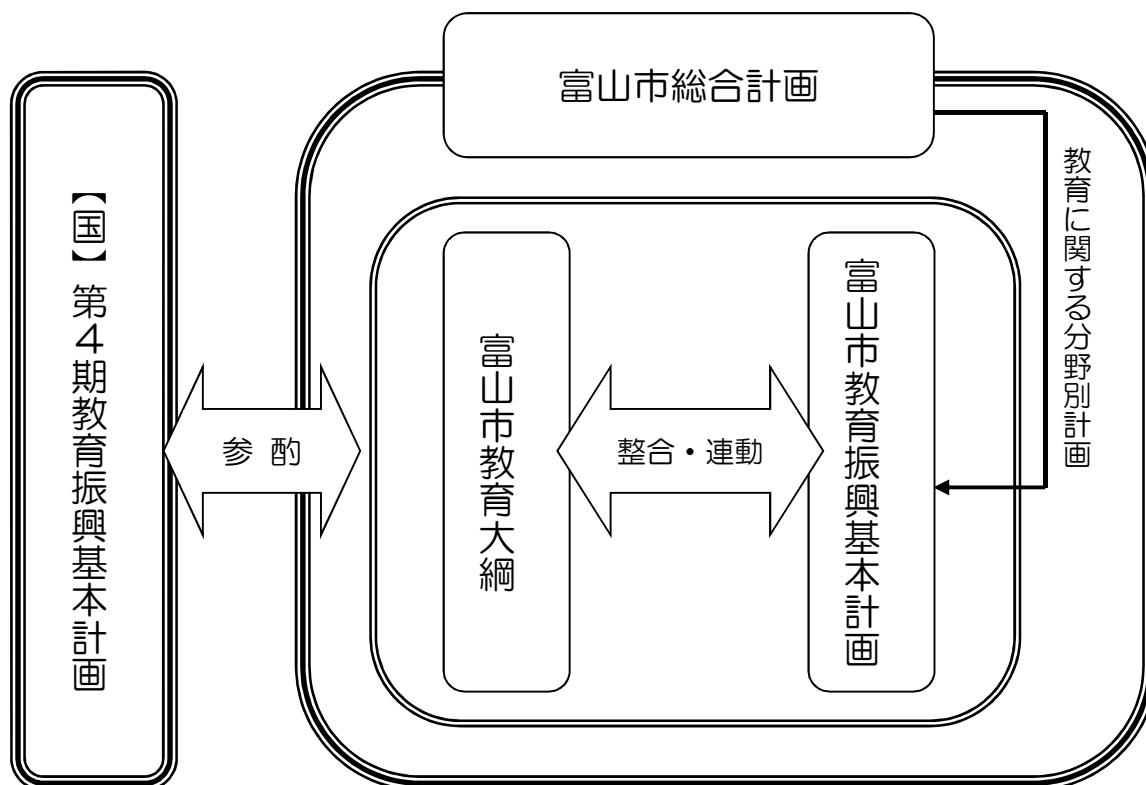 富山市総合計画
【国】第4期教育振興基本計画
参酌
富山市教育大綱
整合・連動
富山市教育振興基本計画
教育に関する分野別計画